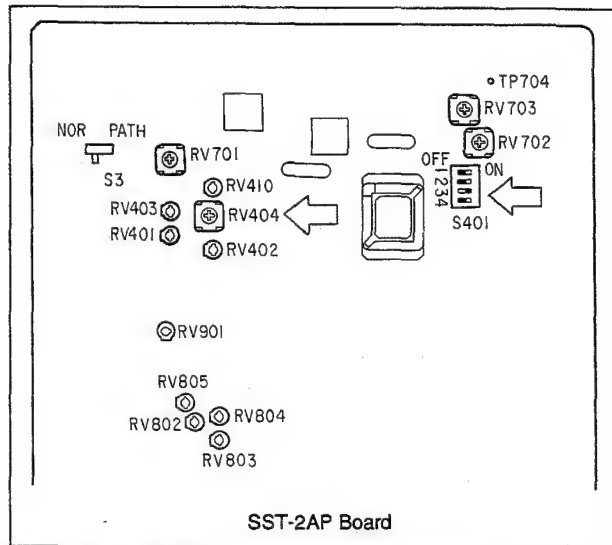 TP704
RV703
NOR PATH
RV701
RV702
OFF
ON
S3
RV410
1234
RV403
RV404
S401
RV401
RV402
RV901
RV805
RV804
RV802
RV803
SST-2AP Board